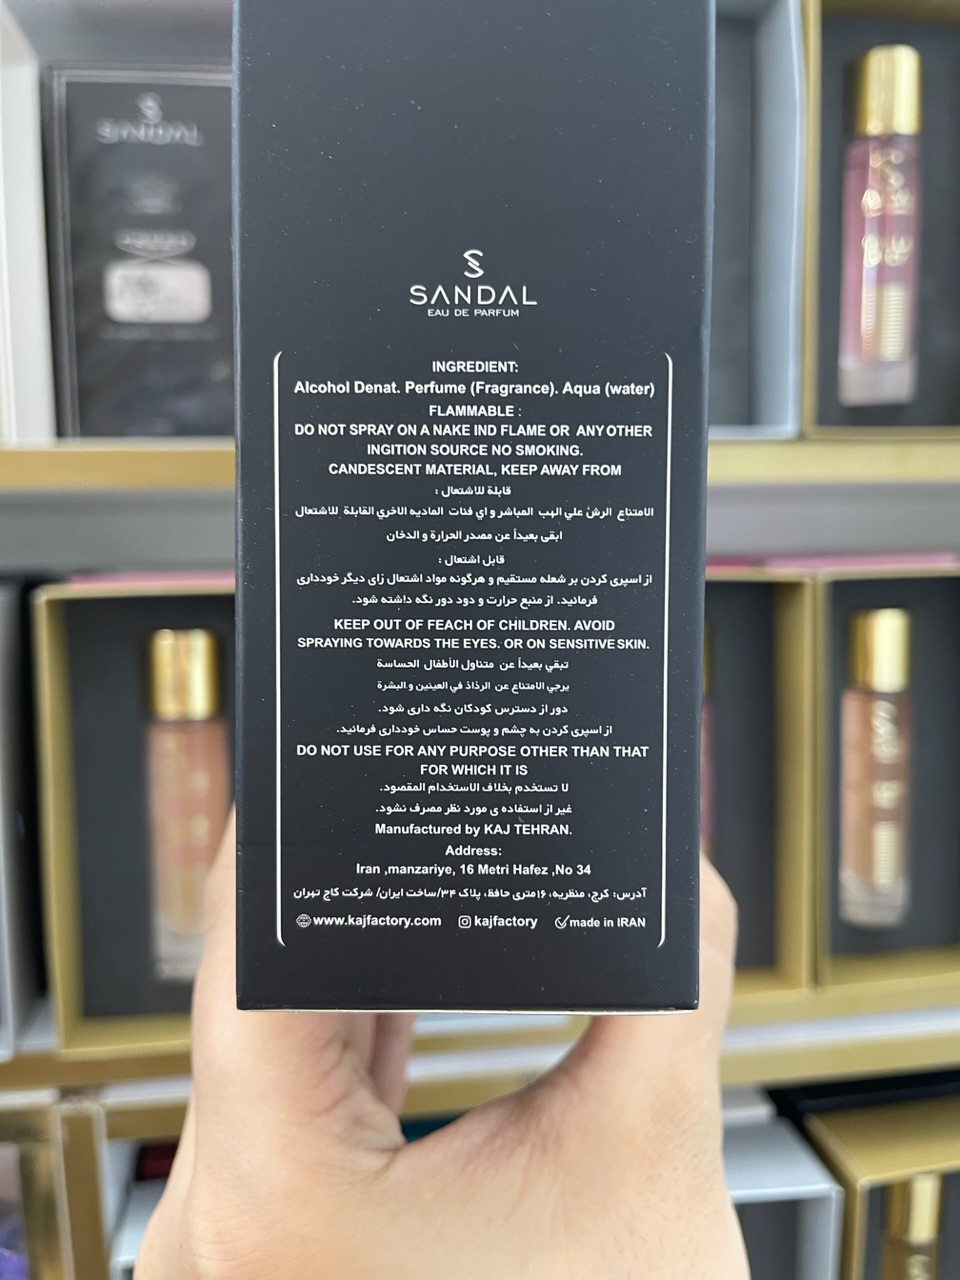 SANDAL
SANDAL
EAU DE PARFUM
INGREDIENT:
Alcohol Denat. Perfume (Fragrance). Aqua (water)
FLAMMABLE :
DO NOT SPRAY ON A NAKE IND FLAME OR ANY OTHER
INGITION SOURCE NO SMOKING.
CANDESCENT MATERIAL, KEEP AWAY FROM
قابلة للاشتعال :
الامتناع الرش علي الهب المباشر و اي فئات الماديه الاخري القابلة للاشتعال
ابقى بعيداً عن مصدر الحرارة و الدخان
قابل اشتعال :
از اسپری کردن بر شعله مستقیم و هرگونه مواد اشتعال زای دیگر خودداری
فرمائید. از منبع حرارت و دود دور نگه داشته شود.
KEEP OUT OF FEACH OF CHILDREN. AVOID
SPRAYING TOWARDS THE EYES. OR ON SENSITIVE SKIN.
تبقي بعيداً عن متناول الأطفال الحساسة
يرجي الامتناع عن الرذاذ في العينين و البشرة
دور از دسترس کودکان نگه داری شود.
از اسپری کردن به چشم و پوست حساس خودداری فرمائید.
DO NOT USE FOR ANY PURPOSE OTHER THAN THAT
FOR WHICH IT IS
لا تستخدم بخلاف الاستخدام المقصود.
غیر از استفاده ی مورد نظر مصرف نشود.
Manufactured by KAJ TEHRAN.
Address:
Iran ,manzariye, 16 Metri Hafez ,No 34
آدرس: کرج، منظریه، ۱۶متری حافظ، پلاک ۳۴/ساخت ایران/ شرکت کاج تهران
www.kajfactory.com kajfactory made in IRAN